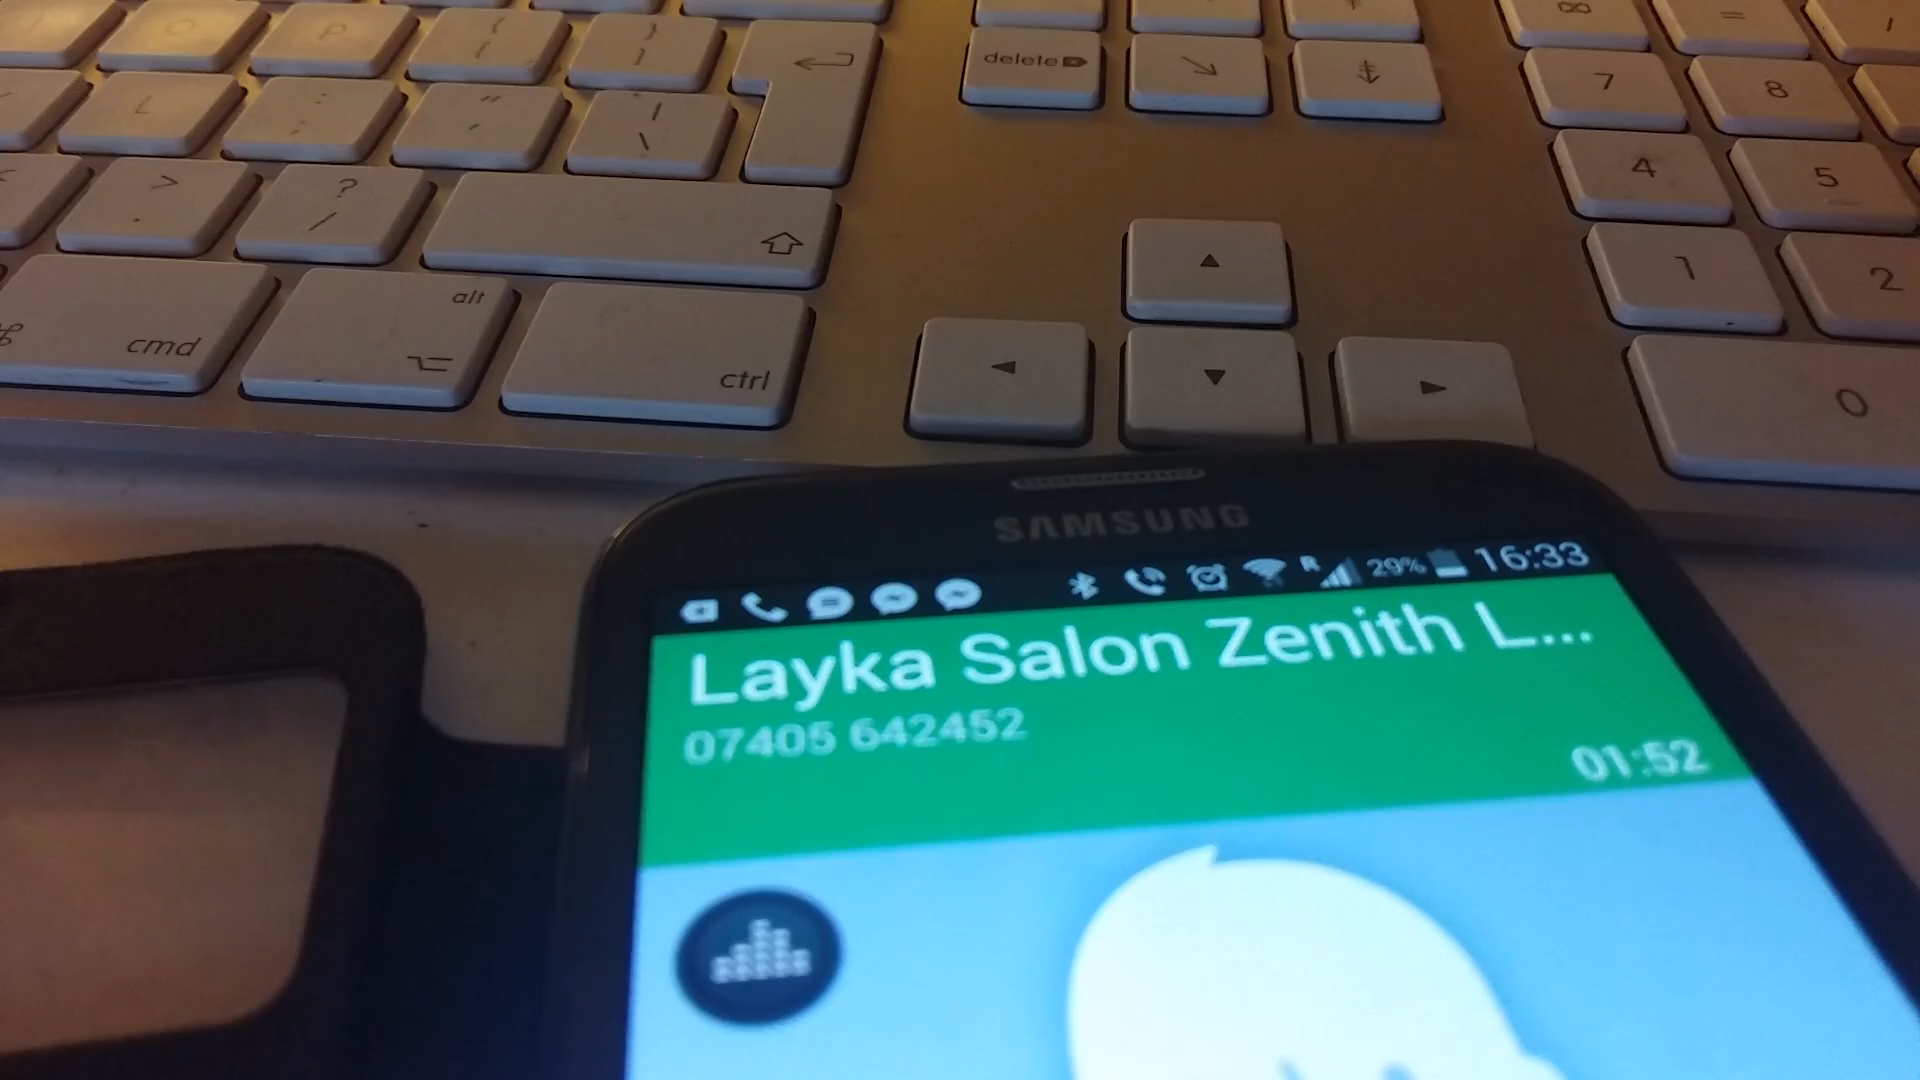 P
{
[
}
]
delete
=
7
8
L
:
;
"
'
|
\
4
5
>
.
?
/
1
2
cmd
alt
ctrl
0
SAMSUNG
R 29% 16:33
Layka Salon Zenith L...
07405 642452
01:52